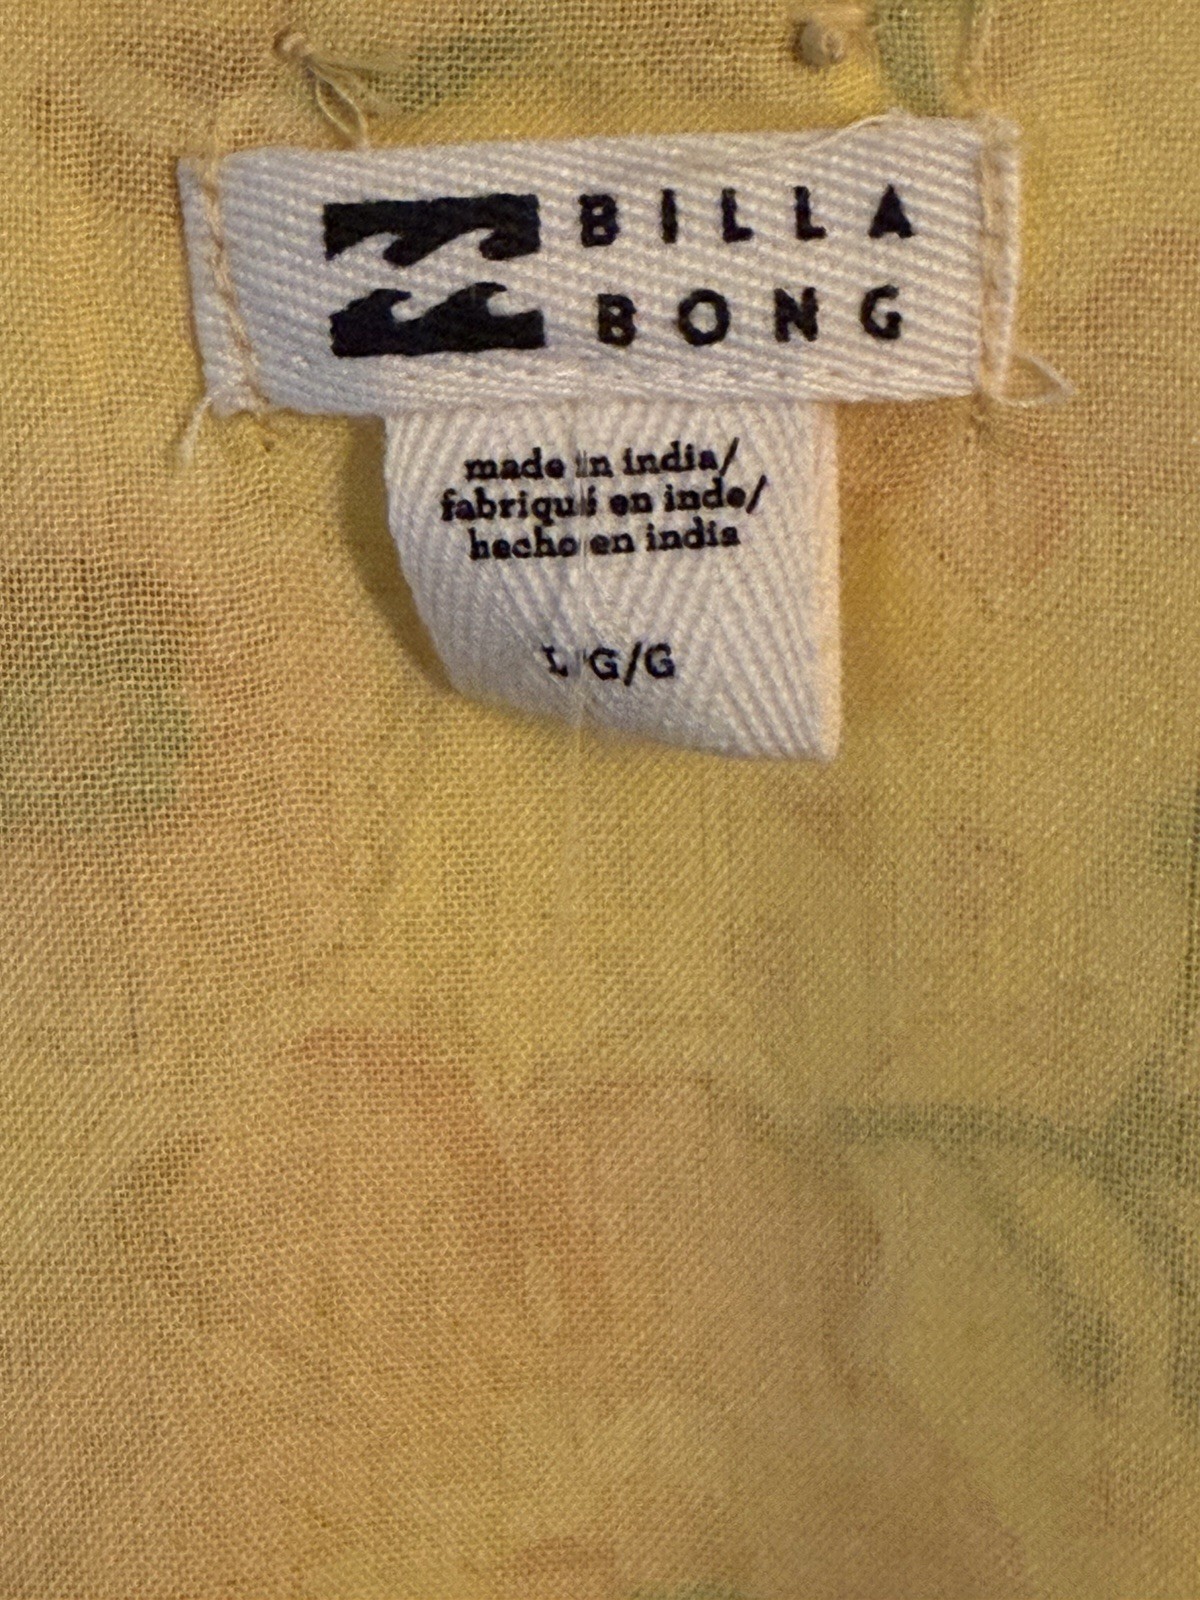 BILLA
BONG
made in india/
fabriqué en inde/
hecho en india
L/G/G